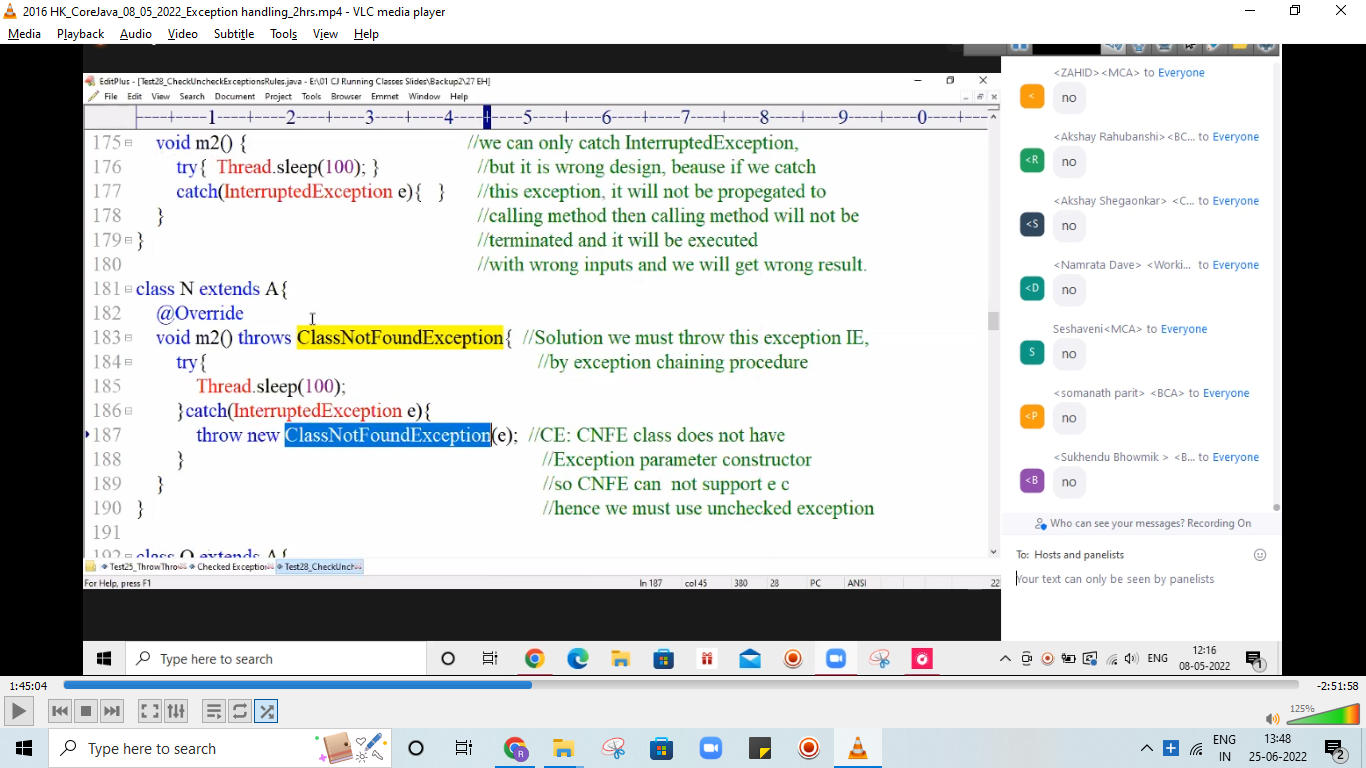 2016 HK_CoreJava_08_05_2022_Exception handling_2hrs.mp4 - VLC media player
Media Playback Audio Video Subtitle Tools View Help
EditPlus - [Test28_CheckUncheckExceptionsRules.java - E:\01 CJ Running Classes Slides\Backup2\27 EH]
File Edit View Search Document Project Tools Browser Emmet Window Help
----+----1----+----2----+----3----+----4----+----5----+----6----+----7----+----8----+----9----+----0----+---
175 void m2() { //we can only catch InterruptedException,
176 try{ Thread.sleep(100); } //but it is wrong design, beause if we catch
177 catch(InterruptedException e){ } //this exception, it will not be propegated to
178 } //calling method then calling method will not be
179 } //terminated and it will be executed
180 //with wrong inputs and we will get wrong result.
181 class N extends A{
182 @Override
183 void m2() throws ClassNotFoundException{ //Solution we must throw this exception IE,
184 try{ //by exception chaining procedure
185 Thread.sleep(100);
186 }catch(InterruptedException e){
187 throw new ClassNotFoundException(e); //CE: CNFE class does not have
188 } //Exception parameter constructor
189 } //so CNFE can not support e c
190 } //hence we must use unchecked exception
191
192 class O extends A{
Test25_ThrowThro Checked Exception Test28_CheckUnch
For Help, press F1 ln 187 col 45 380 28 PC ANSI 22
<ZAHID><MCA> to Everyone
<
no
<Akshay Rahubanshi><BC... to Everyone
<R
no
<Akshay Shegaonkar> <C... to Everyone
<S
no
<Namrata Dave> <Worki... to Everyone
<D
no
Seshaveni<MCA> to Everyone
S
no
<somanath parit> <BCA> to Everyone
<P
no
<Sukhendu Bhowmik > <B... to Everyone
<B
no
Who can see your messages? Recording On
To: Hosts and panelists
Your text can only be seen by panelists
Type here to search
ENG
12:16
08-05-2022
1
1:45:04
-2:51:58
125%
Type here to search
R
ENG
IN
13:48
25-06-2022
2